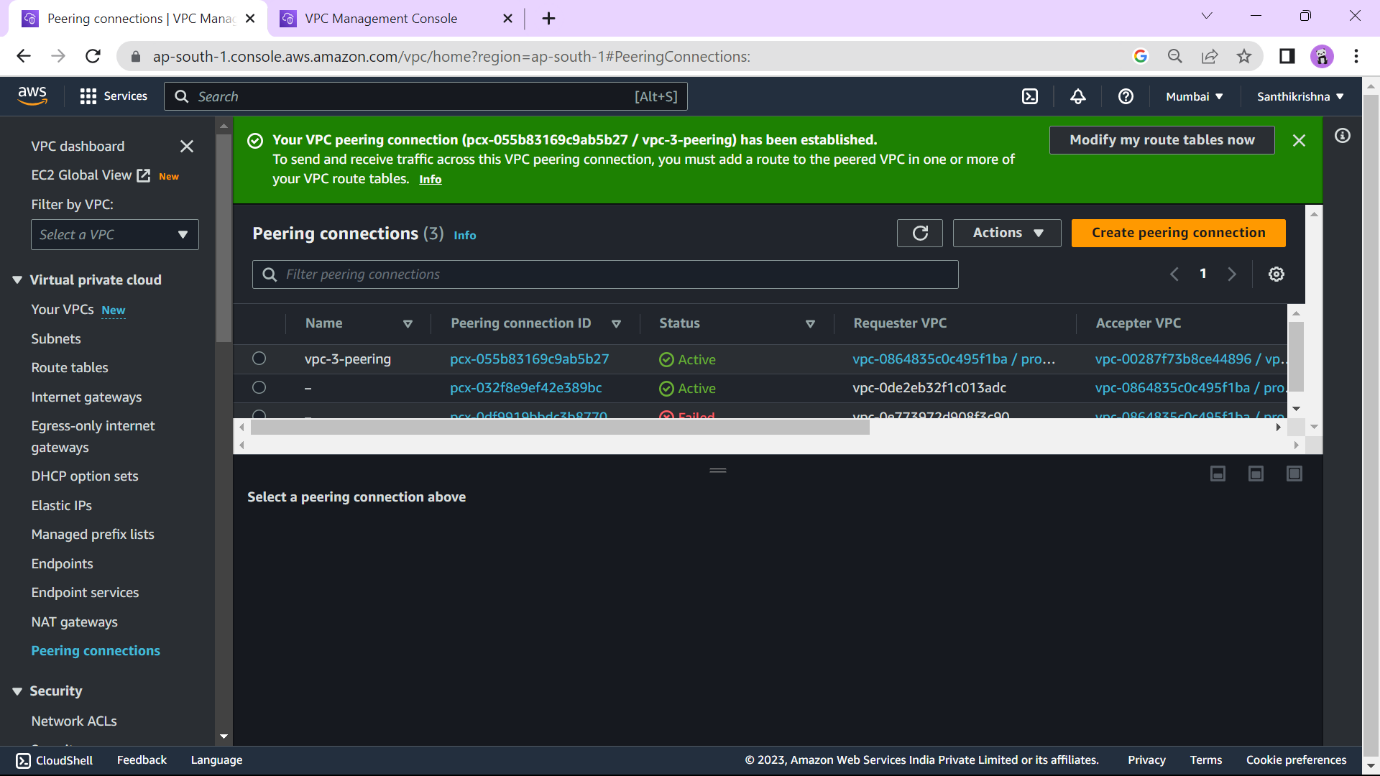 Peering connections | VPC Mana
VPC Management Console
ap-south-1.console.aws.amazon.com/vpc/home?region=ap-south-1#PeeringConnections:
aws
Services
Search
[Alt+S]
Mumbai
Santhikrishna
VPC dashboard
EC2 Global View New
Filter by VPC:
Select a VPC
Virtual private cloud
Your VPCs New
Subnets
Route tables
Internet gateways
Egress-only internet
gateways
DHCP option sets
Elastic IPs
Managed prefix lists
Endpoints
Endpoint services
NAT gateways
Peering connections
Security
Network ACLs
Your VPC peering connection (pcx-055b83169c9ab5b27 / vpc-3-peering) has been established.
To send and receive traffic across this VPC peering connection, you must add a route to the peered VPC in one or more of
your VPC route tables. Info
Modify my route tables now
Peering connections (3) Info
Actions
Create peering connection
Filter peering connections
1
Name Peering connection ID Status Requester VPC Accepter VPC
vpc-3-peering pcx-055b83169c9ab5b27 Active vpc-0864835c0c495f1ba / pro... vpc-00287f73b8ce44896 / vp..
– pcx-032f8e9ef42e389bc Active vpc-0de2eb32f1c013adc vpc-0864835c0c495f1ba / pro.
– pcx-0df9919bbdc3b8770 Failed vpc-0e773972d908f3c90 vpc-0864835c0c495f1ba / pro
Select a peering connection above
CloudShell Feedback Language
© 2023, Amazon Web Services India Private Limited or its affiliates. Privacy Terms Cookie preferences